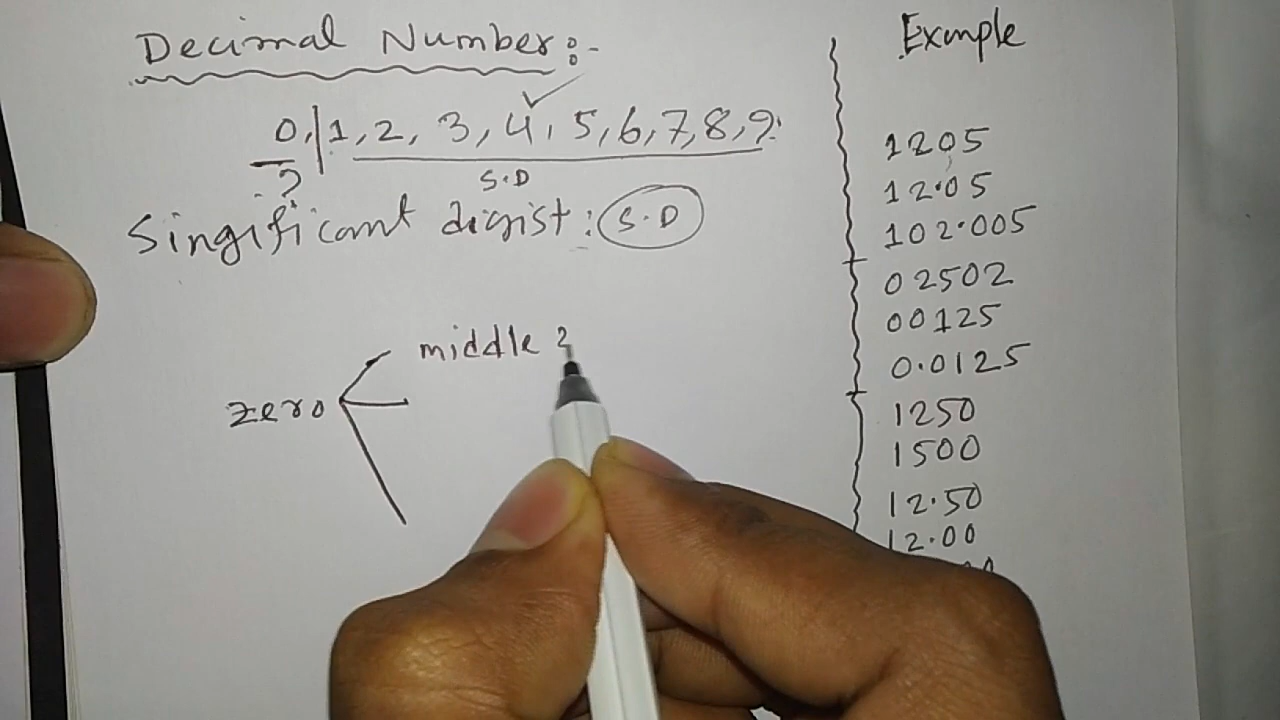 Decimal Number:-
0, 1, 2, 3, 4, 5, 6, 7, 8, 9.
?
S.D
Singificant digist: S.D
zero
middle
Exmple
1205
12.05
102.005
02502
00125
0.0125
1250
1500
12.50
12.00